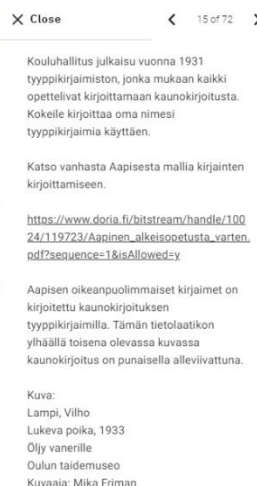 × Close
< 15 of 72 >
Kouluhallitus julkaisu vuonna 1931
tyyppikirjaimiston, jonka mukaan kaikki
opettelivat kirjoittamaan kaunokirjoitusta.
Kokeile kirjoittaa oma nimesi
tyyppikirjaimia käyttäen.
Katso vanhasta Aapisesta mallia kirjainten
kirjoittamiseen.
https://www.doria.fi/bitstream/handle/100
24/119723/Aapinen_alkeisopetusta_varten.
pdf?sequence=1&isAllowed=y
Aapisen oikeanpuolimmaiset kirjaimet on
kirjoitettu kaunokirjoituksen
tyyppikirjaimilla. Tämän tietolaatikon
ylhäällä toisena olevassa kuvassa
kaunokirjoitus on punaisella alleviivattuna.
Kuva:
Lampi, Vilho
Lukeva poika, 1933
Öljy vanerille
Oulun taidemuseo
Kuvaaja: Mika Friman